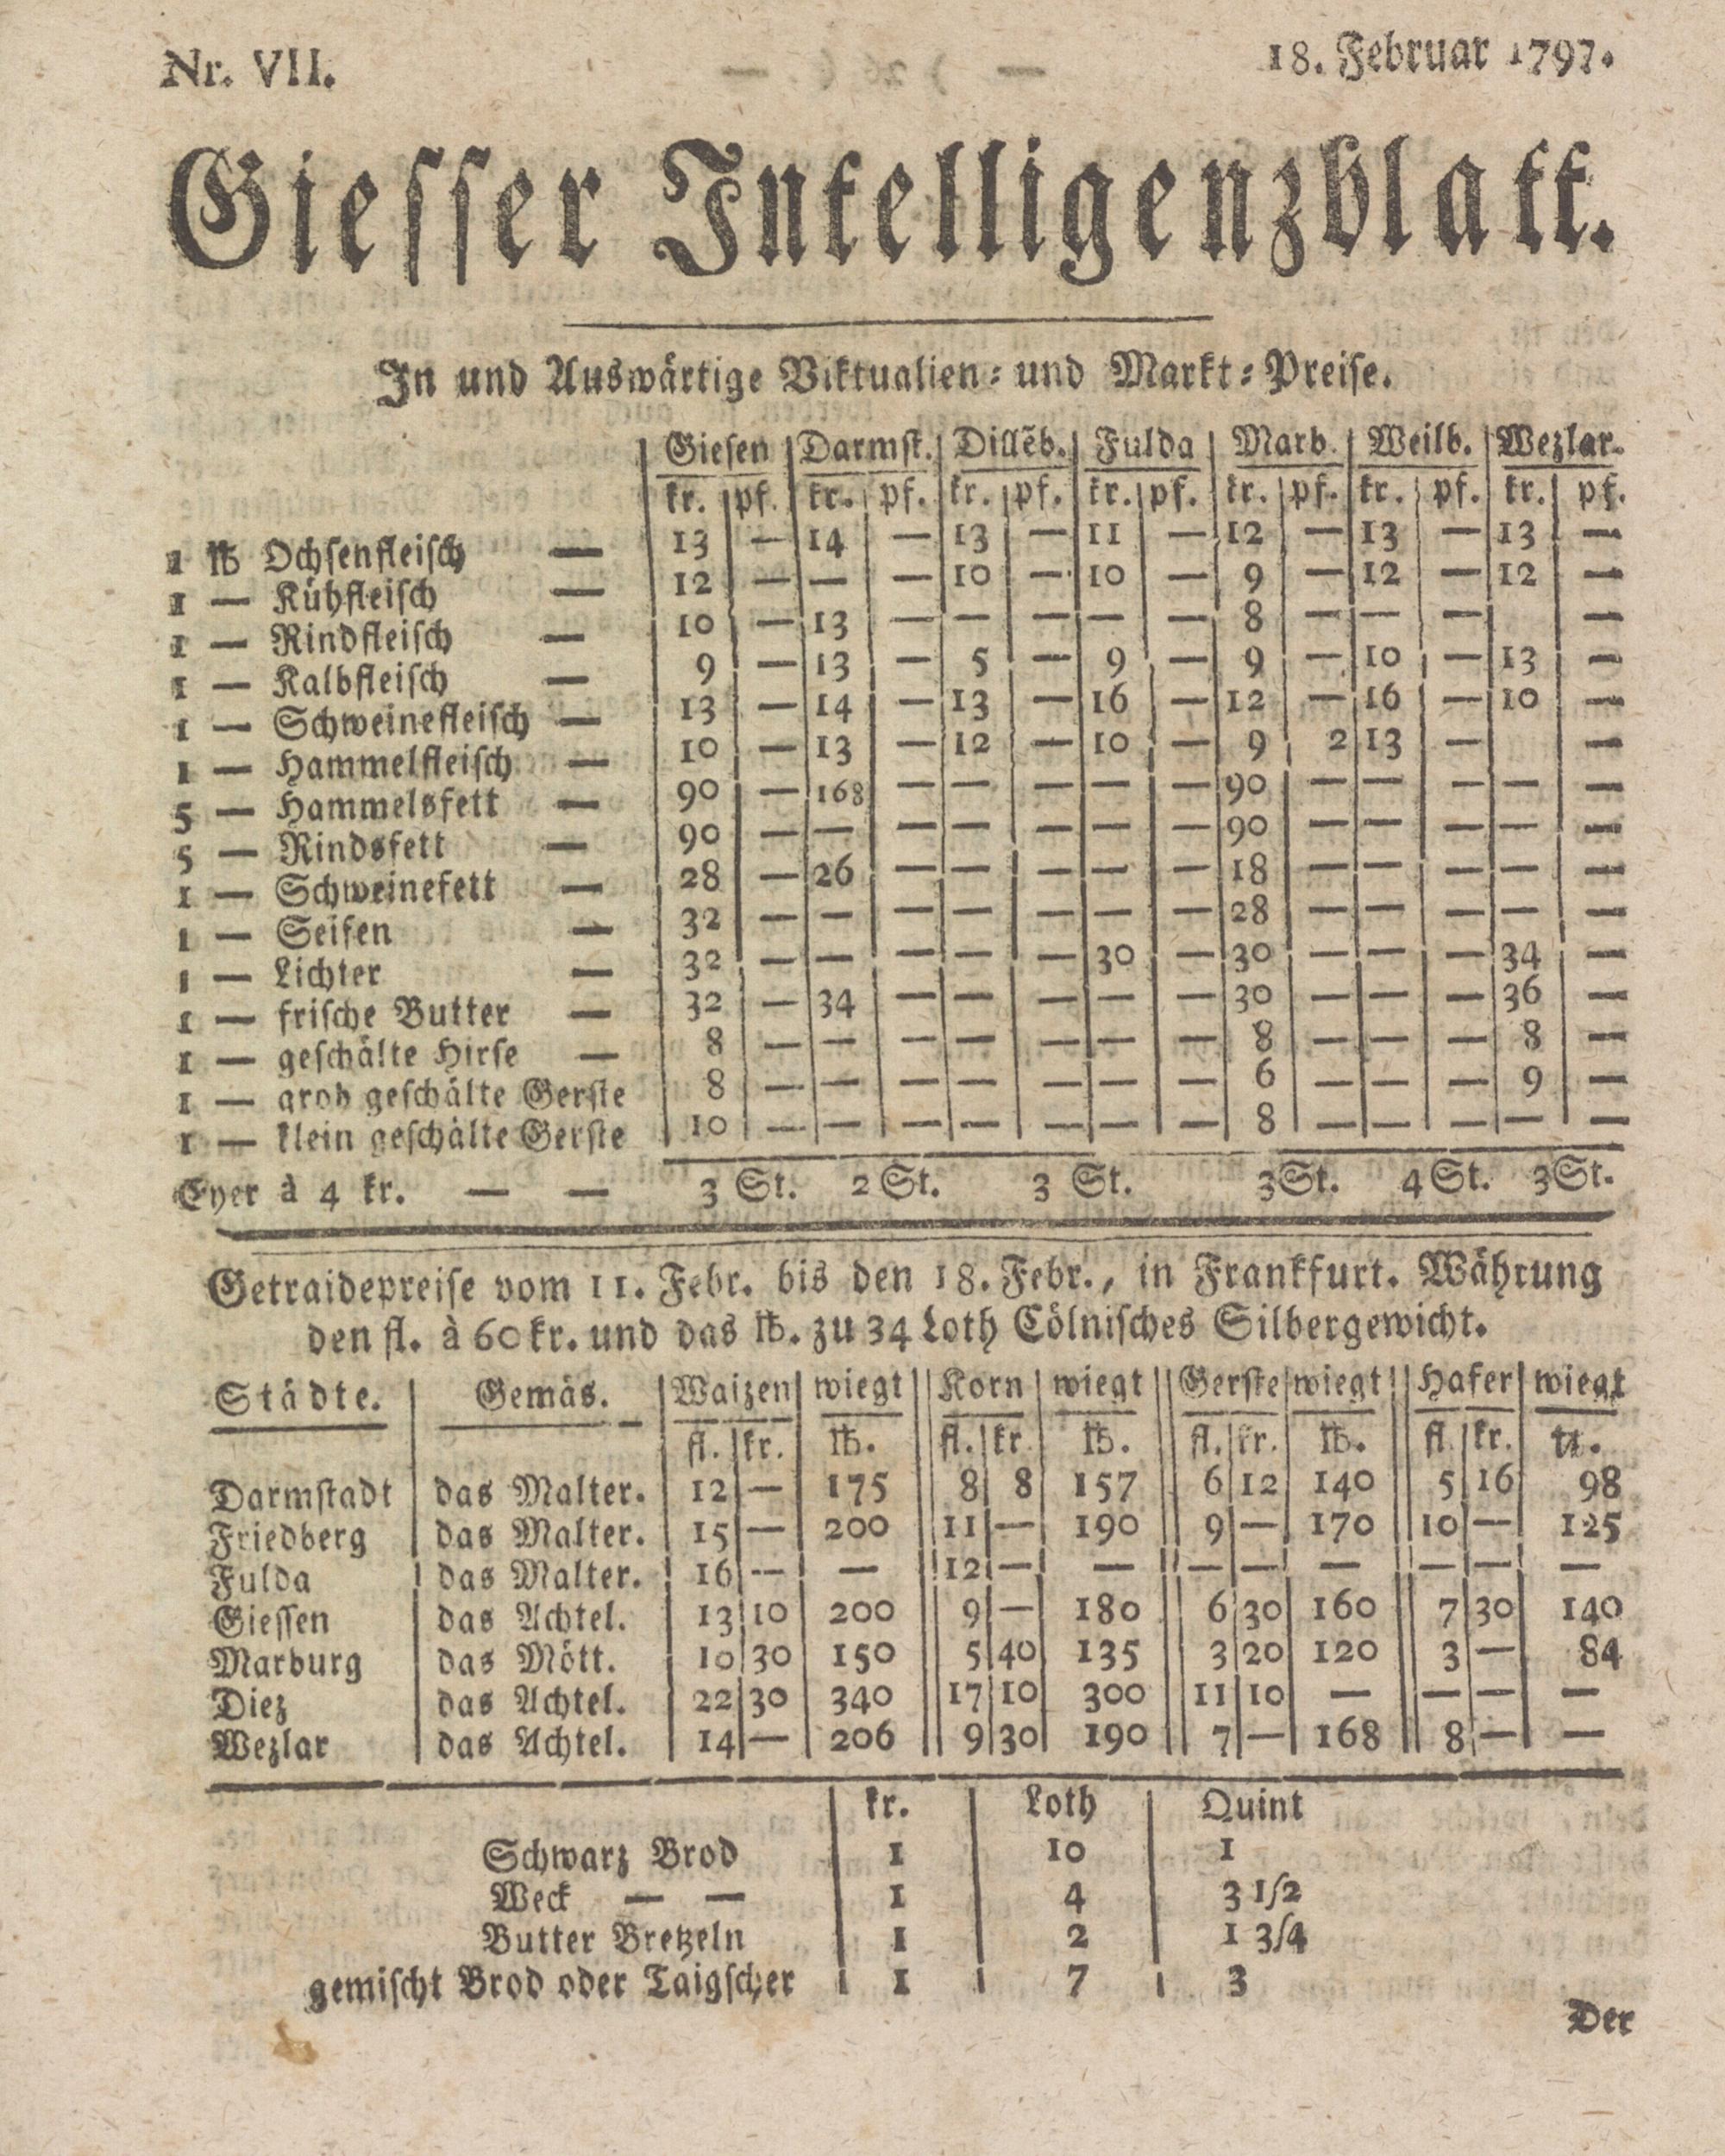 Nr. VII. 18. Februar 1797.
Giesser Intelligenzblatt.
In und Auswärtige Viktualien- und Markt-Preise.
Giesen | Darmst. | Dillēb. | Fulda | Marb. | Weilb. | Wezlar.
kr. | pf. | kr. | pf. | kr. | pf. | kr. | pf. | kr. | pf. | kr. | pf. | kr. | pf.
1 ℔ Ochsenfleisch — 13 | — | 14 | — | 13 | — | 11 | — | 12 | — | 13 | — | 13 | —
1 — Kühfleisch — 12 | — | — | — | 10 | — | 10 | — | 9 | — | 12 | — | 12 | —
1 — Rindfleisch — 10 | — | 13 | — | — | — | — | — | 8 | — | — | — | | —
1 — Kalbfleisch — 9 | — | 13 | — | 5 | — | 9 | — | 9 | — | 10 | — | 13 | —
1 — Schweinefleisch — 13 | — | 14 | — | 13 | — | 16 | — | 12 | — | 16 | — | 10 | —
1 — Hammelfleisch — 10 | — | 13 | — | 12 | — | 10 | — | 9 | 2 | 13 | — | | —
5 — Hammelsfett — 90 | — | 168 | — | — | — | — | — | 90 | — | — | — | — | —
5 — Rindsfett — 90 | — | — | — | — | — | — | — | 90 | — | — | — | — | —
1 — Schweinefett — 28 | — | 26 | — | — | — | — | — | 18 | — | — | — | — | —
1 — Seifen — 32 | — | — | — | — | — | — | — | 28 | — | — | — | — | —
1 — Lichter — 32 | — | — | — | — | — | 30 | — | 30 | — | — | — | 34 | —
1 — frische Butter — 32 | — | 34 | — | — | — | — | — | 30 | — | — | — | 36 | —
1 — geschälte Hirse — 8 | — | — | — | — | — | — | — | 8 | — | — | — | 8 | —
1 — grob geschälte Gerste 8 | — | — | — | — | — | — | — | 6 | — | — | — | 9 | —
1 — klein geschälte Gerste 10 | — | — | — | — | — | — | — | 8 | — | — | — | — | —
Eyer à 4 kr. — — 3 St. 2 St. 3 St. 3 St. 4 St. 3 St.
Getraidepreise vom 11. Febr. bis den 18. Febr., in Frankfurt. Währung
den fl. à 60 kr. und das ℔. zu 34 Loth Cölnisches Silbergewicht.
Städte. | Gemäs. | Waizen | wiegt || Korn | wiegt || Gerste | wiegt || Hafer | wiegt
fl. | kr. | ℔. || fl. | kr | ℔. || fl. | kr. | ℔. || fl. | kr. | ℔.
Darmstadt | das Malter. | 12 | — | 175 || 8 | 8 | 157 || 6 | 12 | 140 || 5 | 16 | 98
Friedberg | das Malter. | 15 | — | 200 || 11 | — | 190 || 9 | — | 170 || 10 | — | 125
Fulda | das Malter. | 16 | — | — || 12 | — | — || — | — | — || — | — | —
Giessen | das Achtel. | 13 | 10 | 200 || 9 | — | 180 || 6 | 30 | 160 || 7 | 30 | 140
Marburg | das Mött. | 10 | 30 | 150 || 5 | 40 | 135 || 3 | 20 | 120 || 3 | — | 84
Diez | das Achtel. | 22 | 30 | 340 || 17 | 10 | 300 || 11 | 10 | — || — | — | —
Wezlar | das Achtel. | 14 | — | 206 || 9 | 30 | 190 || 7 | — | 168 || 8 | — | —
kr. | Loth | Quint
Schwarz Brod | 1 | 10 | 1
Weck — — | 1 | 4 | 3 1/2
Butter Bretzeln | 1 | 2 | 1 3/4
gemischt Brod oder Taigscher | 1 | 7 | 3
Der